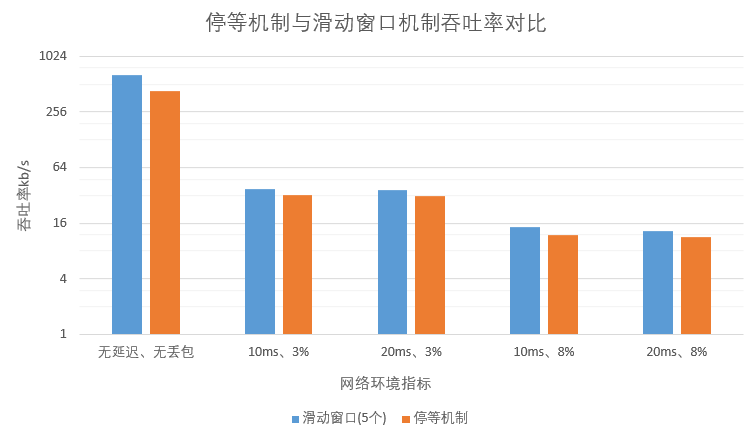 停等机制与滑动窗口机制吞吐率对比
1024
256
64
16
4
1
吞吐率kb/s
无延迟、无丢包
10ms、3%
20ms、3%
10ms、8%
20ms、8%
网络环境指标
滑动窗口(5个)
停等机制